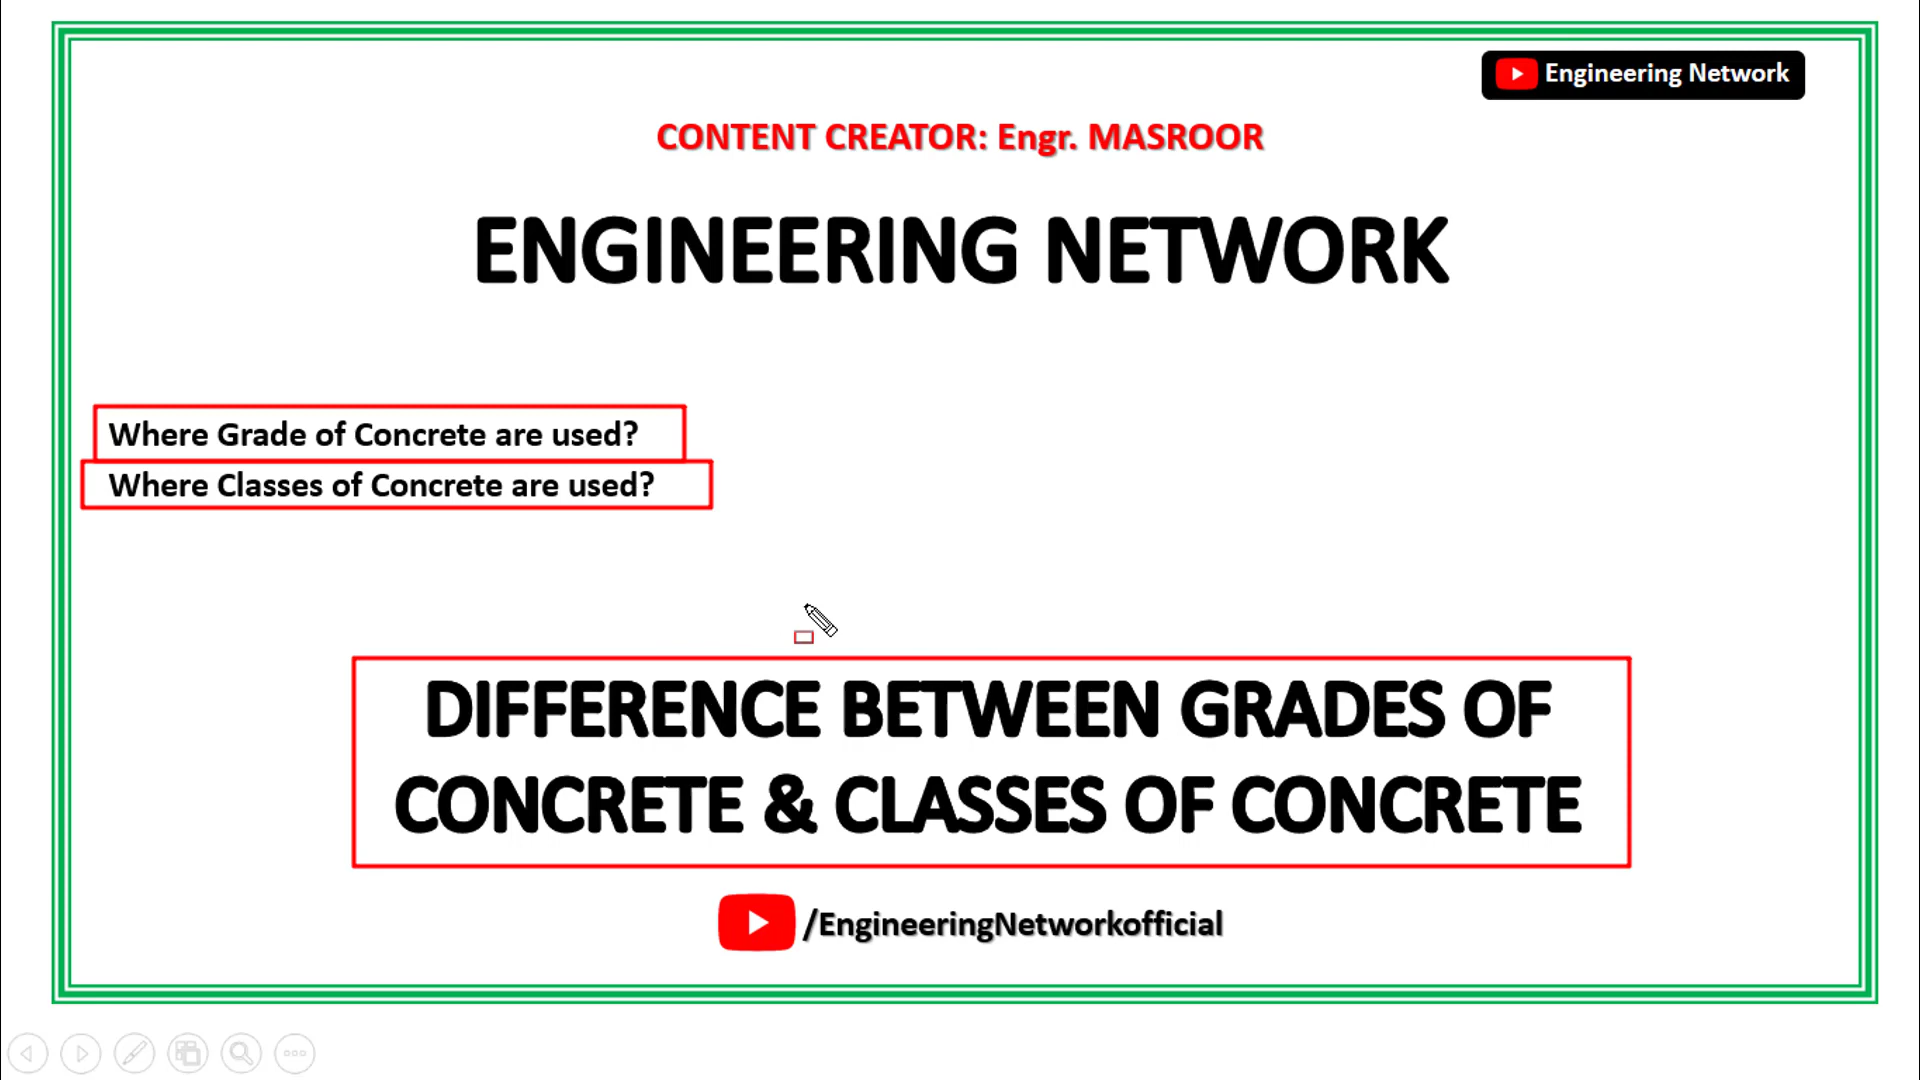 Engineering Network
CONTENT CREATOR: Engr. MASROOR
ENGINEERING NETWORK
Where Grade of Concrete are used?
Where Classes of Concrete are used?
DIFFERENCE BETWEEN GRADES OF
CONCRETE & CLASSES OF CONCRETE
/EngineeringNetworkofficial